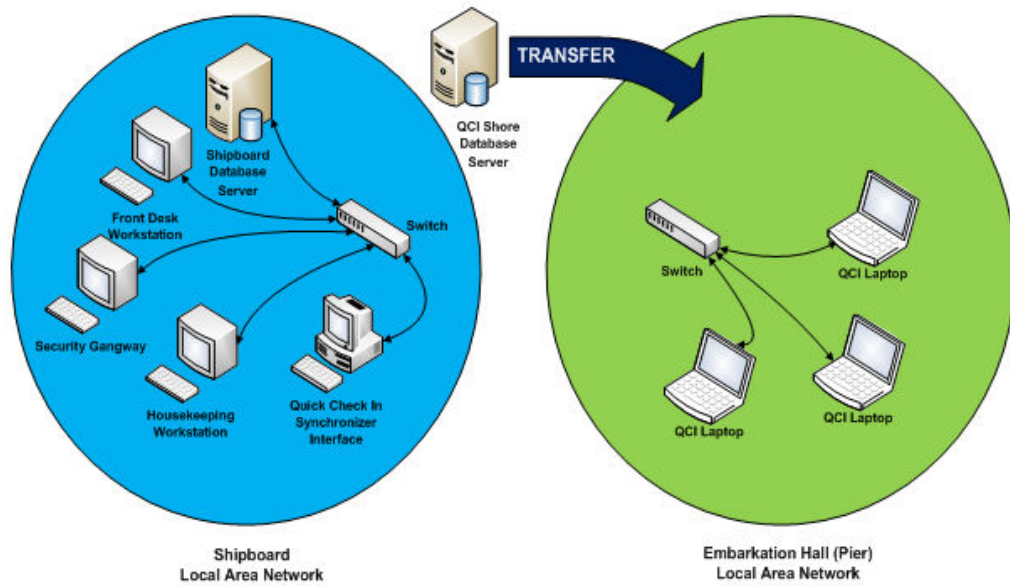 TRANSFER
QCI Shore
Database
Server
Shipboard
Database
Server
Front Desk
Workstation
Switch
Security Gangway
Housekeeping
Workstation
Quick Check In
Synchronizer
Interface
Shipboard
Local Area Network
Switch
QCI Laptop
QCI Laptop
QCI Laptop
Embarkation Hall (Pier)
Local Area Network